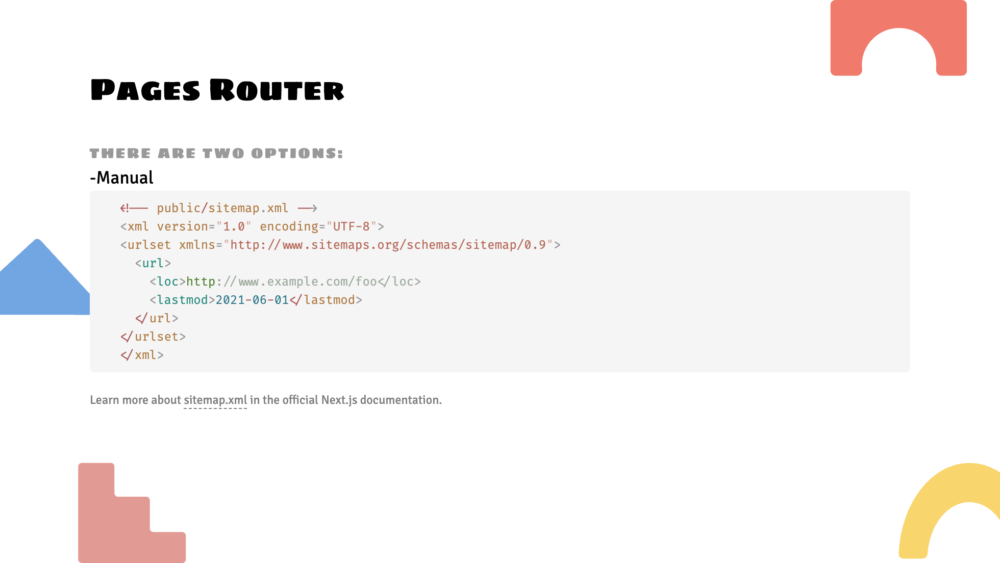 Pages Router
There are two options:
-Manual
<!-- public/sitemap.xml -->
<xml version="1.0" encoding="UTF-8">
<urlset xmlns="http://www.sitemaps.org/schemas/sitemap/0.9">
<url>
<loc>http://www.example.com/foo</loc>
<lastmod>2021-06-01</lastmod>
</url>
</urlset>
</xml>
Learn more about sitemap.xml in the official Next.js documentation.